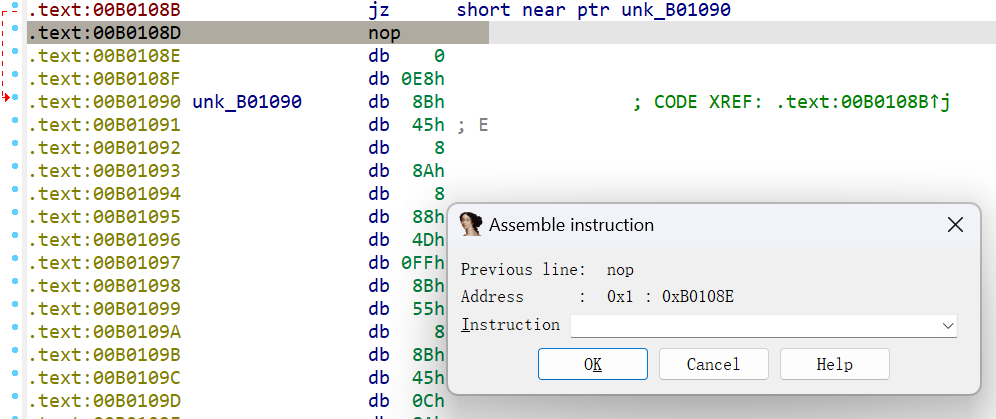 .text:00B0108B jz short near ptr unk_B01090
.text:00B0108D nop
.text:00B0108E db 0
.text:00B0108F db 0E8h
.text:00B01090 unk_B01090 db 8Bh ; CODE XREF: .text:00B0108B↑j
.text:00B01091 db 45h ; E
.text:00B01092 db 8
.text:00B01093 db 8Ah
.text:00B01094 db 8
.text:00B01095 db 88h
.text:00B01096 db 4Dh
.text:00B01097 db 0FFh
.text:00B01098 db 8Bh
.text:00B01099 db 55h
.text:00B0109A db 8
.text:00B0109B db 8Bh
.text:00B0109C db 45h
.text:00B0109D db 0Ch
Assemble instruction
Previous line: nop
Address : 0x1 : 0xB0108E
Instruction
OK Cancel Help